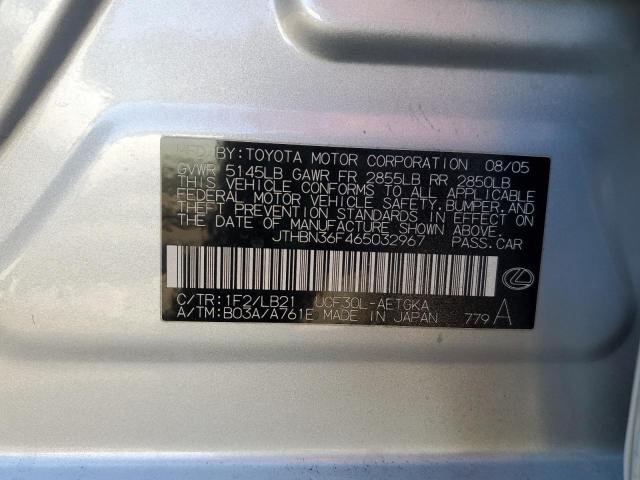 MFD BY: TOYOTA MOTOR CORPORATION 08/05
GVWR 5145LB GAWR FR 2855LB RR 2850LB
THIS VEHICLE CONFORMS TO ALL APPLICABLE
FEDERAL MOTOR VEHICLE SAFETY, BUMPER, AND
THEFT PREVENTION STANDARDS IN EFFECT ON
THE DATE OF MANUFACTURE SHOWN ABOVE.
JTHBN36F465032967 PASS.CAR
C/TR:1F2/LB21 UCF30L-AETGKA
A/TM:B03A/A761E MADE IN JAPAN 779 A